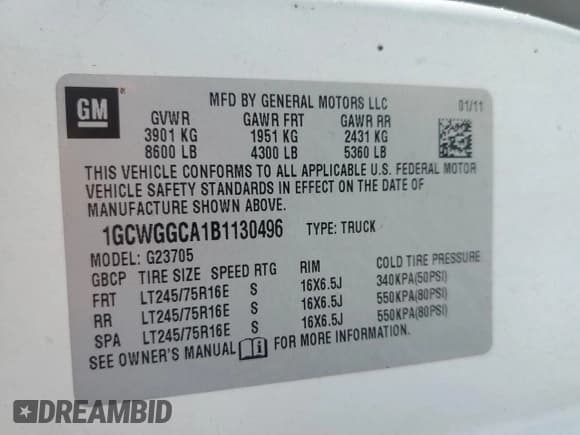 GM
MFD BY GENERAL MOTORS LLC 01/11
GVWR GAWR FRT GAWR RR
3901 KG 1951 KG 2431 KG
8600 LB 4300 LB 5360 LB
THIS VEHICLE CONFORMS TO ALL APPLICABLE U.S. FEDERAL MOTOR
VEHICLE SAFETY STANDARDS IN EFFECT ON THE DATE OF
MANUFACTURE SHOWN ABOVE.
1GCWGGCA1B1130496 TYPE: TRUCK
MODEL: G23705
GBCP TIRE SIZE SPEED RTG RIM COLD TIRE PRESSURE
FRT LT245/75R16E S 16X6.5J 340KPA(50PSI)
RR LT245/75R16E S 16X6.5J 550KPA(80PSI)
SPA LT245/75R16E S 16X6.5J 550KPA(80PSI)
SEE OWNER'S MANUAL FOR MORE INFORMATION.
DREAMBID